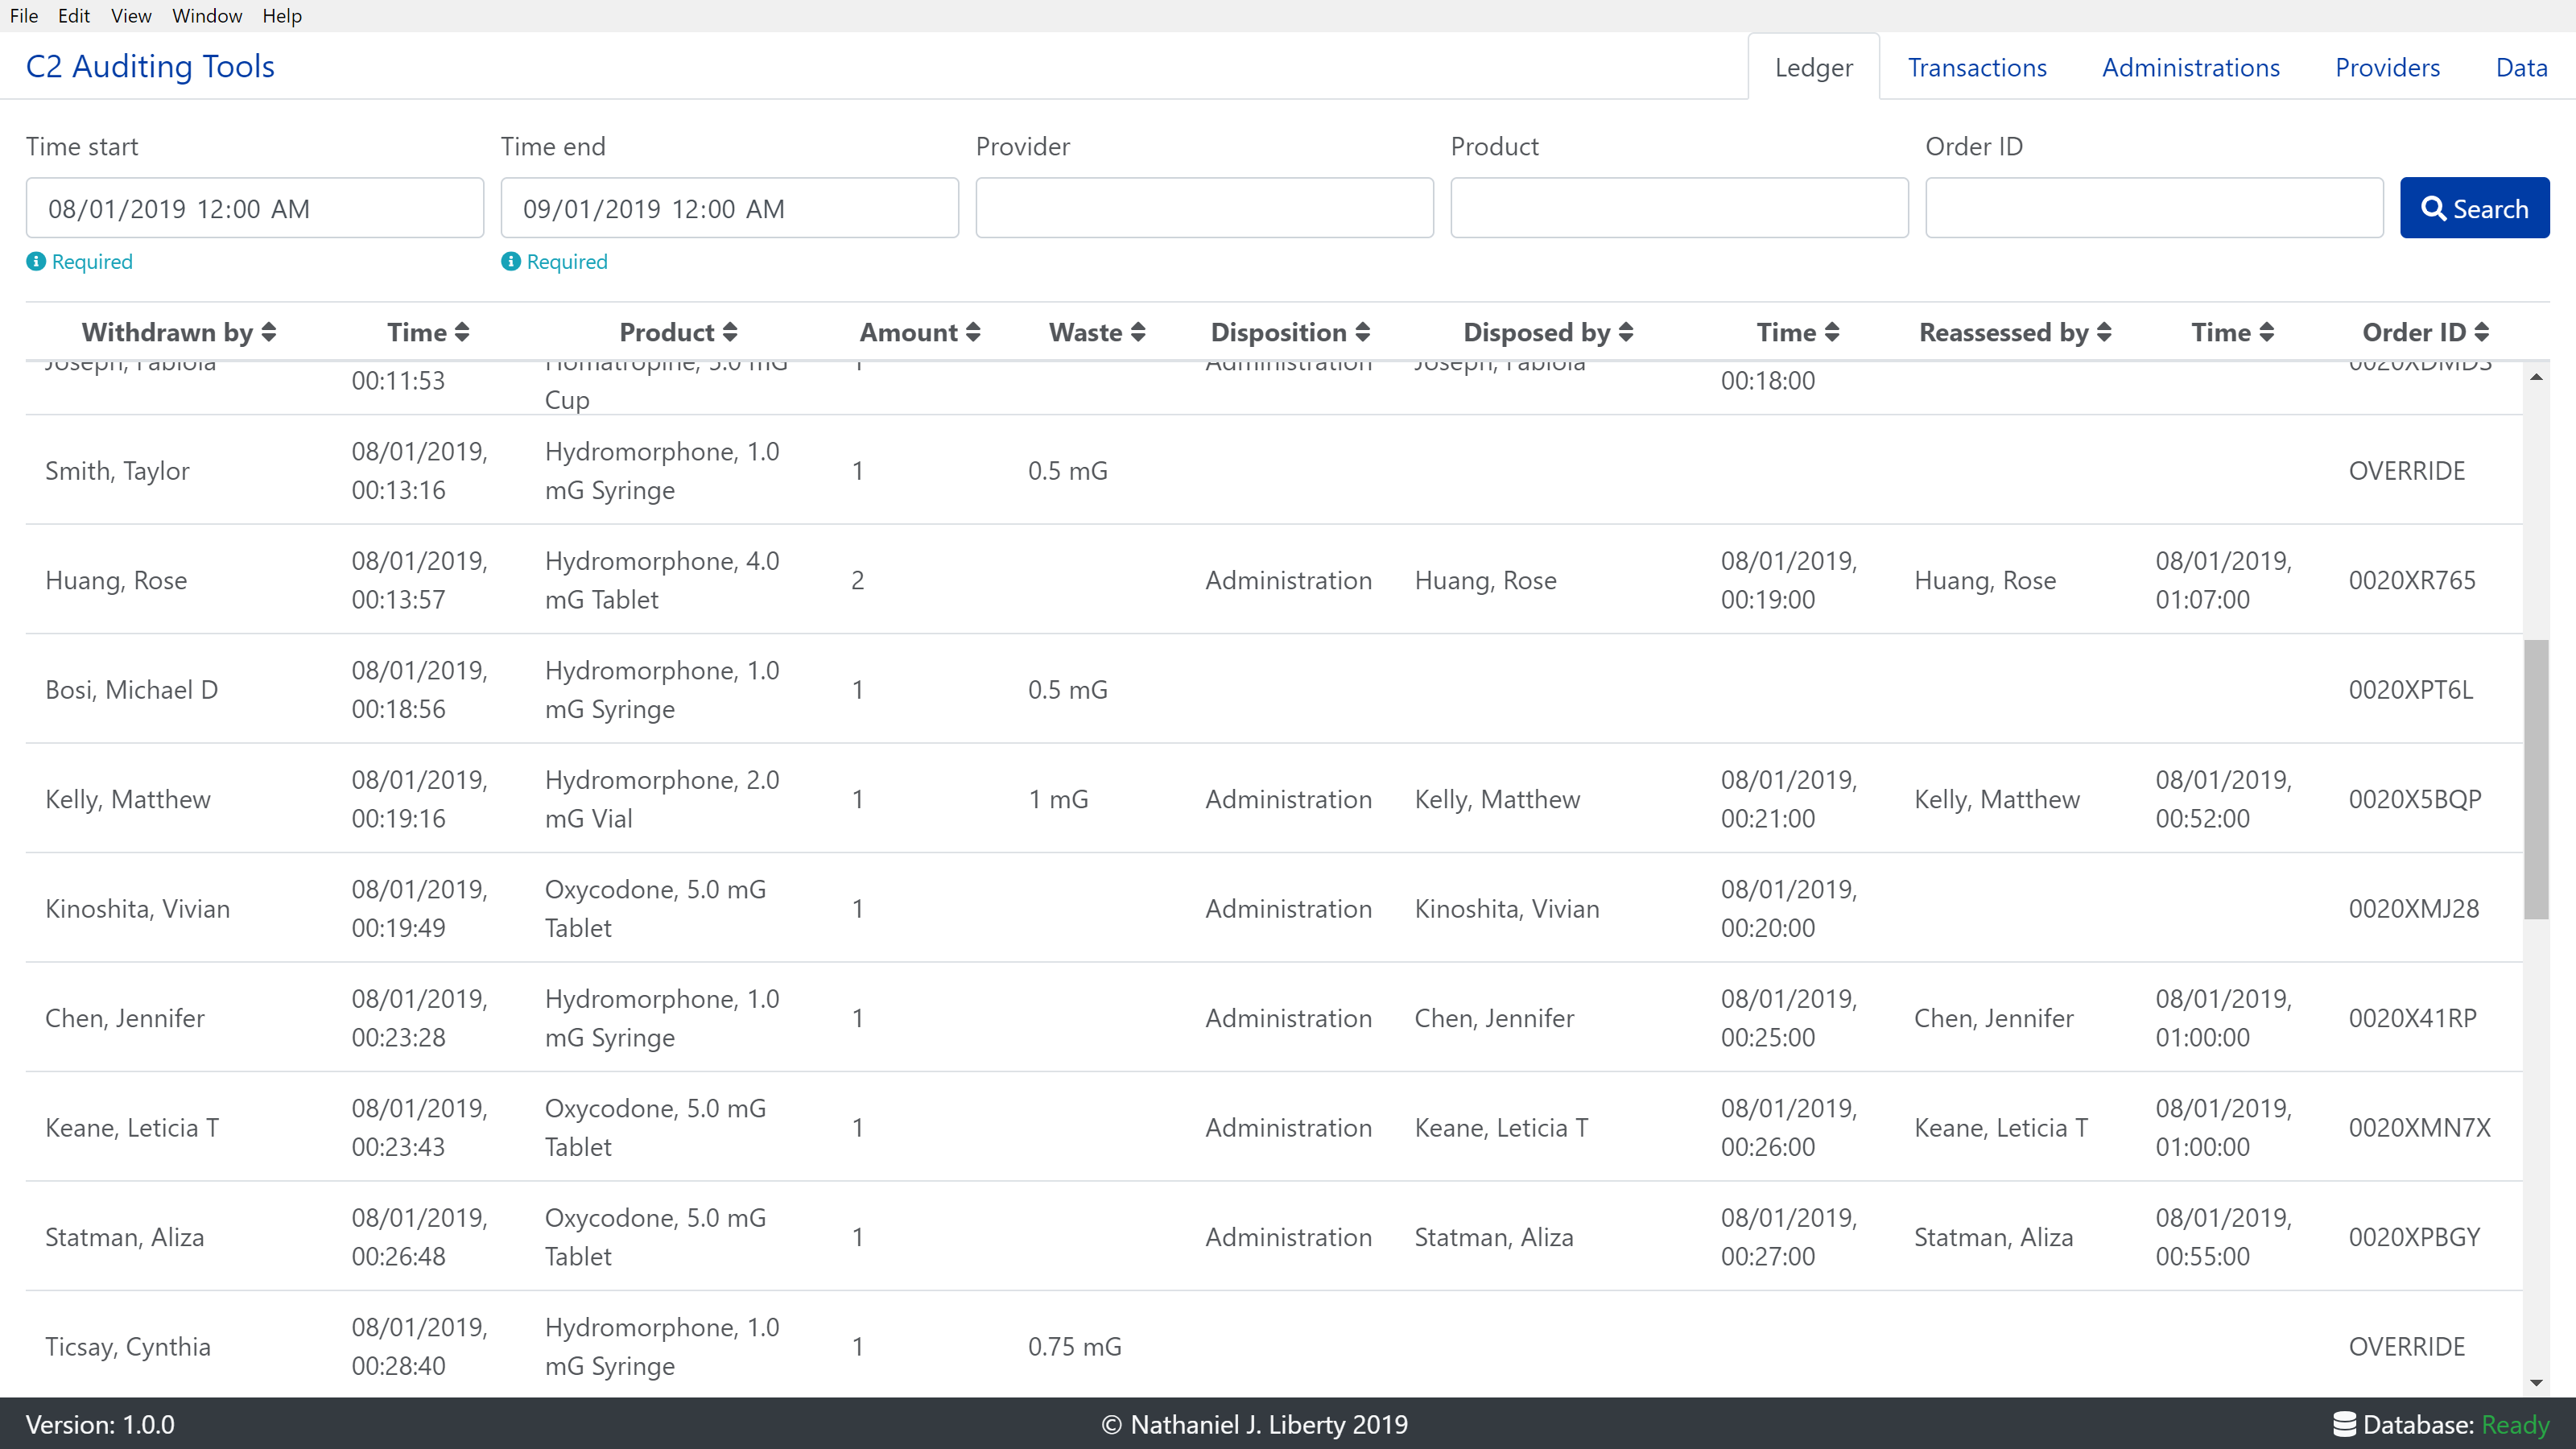 File Edit View Window Help
C2 Auditing Tools Ledger Transactions Administrations Providers Data
Time start Time end Provider Product Order ID
08/01/2019 12:00 AM 09/01/2019 12:00 AM Search
Required Required
Withdrawn by Time Product Amount Waste Disposition Disposed by Time Reassessed by Time Order ID
Joseph, Fabiola Homatropine, 5.0 mG 1 Administration Joseph, Fabiola
00:11:53 Cup 00:18:00
08/01/2019, Hydromorphone, 1.0
Smith, Taylor 1 0.5 mG OVERRIDE
00:13:16 mG Syringe
08/01/2019, Hydromorphone, 4.0 08/01/2019, 08/01/2019,
Huang, Rose 2 Administration Huang, Rose Huang, Rose 0020XR765
00:13:57 mG Tablet 00:19:00 01:07:00
08/01/2019, Hydromorphone, 1.0
Bosi, Michael D 1 0.5 mG 0020XPT6L
00:18:56 mG Syringe
08/01/2019, Hydromorphone, 2.0 08/01/2019, 08/01/2019,
Kelly, Matthew 1 1 mG Administration Kelly, Matthew Kelly, Matthew 0020X5BQP
00:19:16 mG Vial 00:21:00 00:52:00
08/01/2019, Oxycodone, 5.0 mG 08/01/2019,
Kinoshita, Vivian 1 Administration Kinoshita, Vivian 0020XMJ28
00:19:49 Tablet 00:20:00
08/01/2019, Hydromorphone, 1.0 08/01/2019, 08/01/2019,
Chen, Jennifer 1 Administration Chen, Jennifer Chen, Jennifer 0020X41RP
00:23:28 mG Syringe 00:25:00 01:00:00
08/01/2019, Oxycodone, 5.0 mG 08/01/2019, 08/01/2019,
Keane, Leticia T 1 Administration Keane, Leticia T Keane, Leticia T 0020XMN7X
00:23:43 Tablet 00:26:00 01:00:00
08/01/2019, Oxycodone, 5.0 mG 08/01/2019, 08/01/2019,
Statman, Aliza 1 Administration Statman, Aliza Statman, Aliza 0020XPBGY
00:26:48 Tablet 00:27:00 00:55:00
08/01/2019, Hydromorphone, 1.0
Ticsay, Cynthia 1 0.75 mG OVERRIDE
00:28:40 mG Syringe
Version: 1.0.0 © Nathaniel J. Liberty 2019 Database: Ready